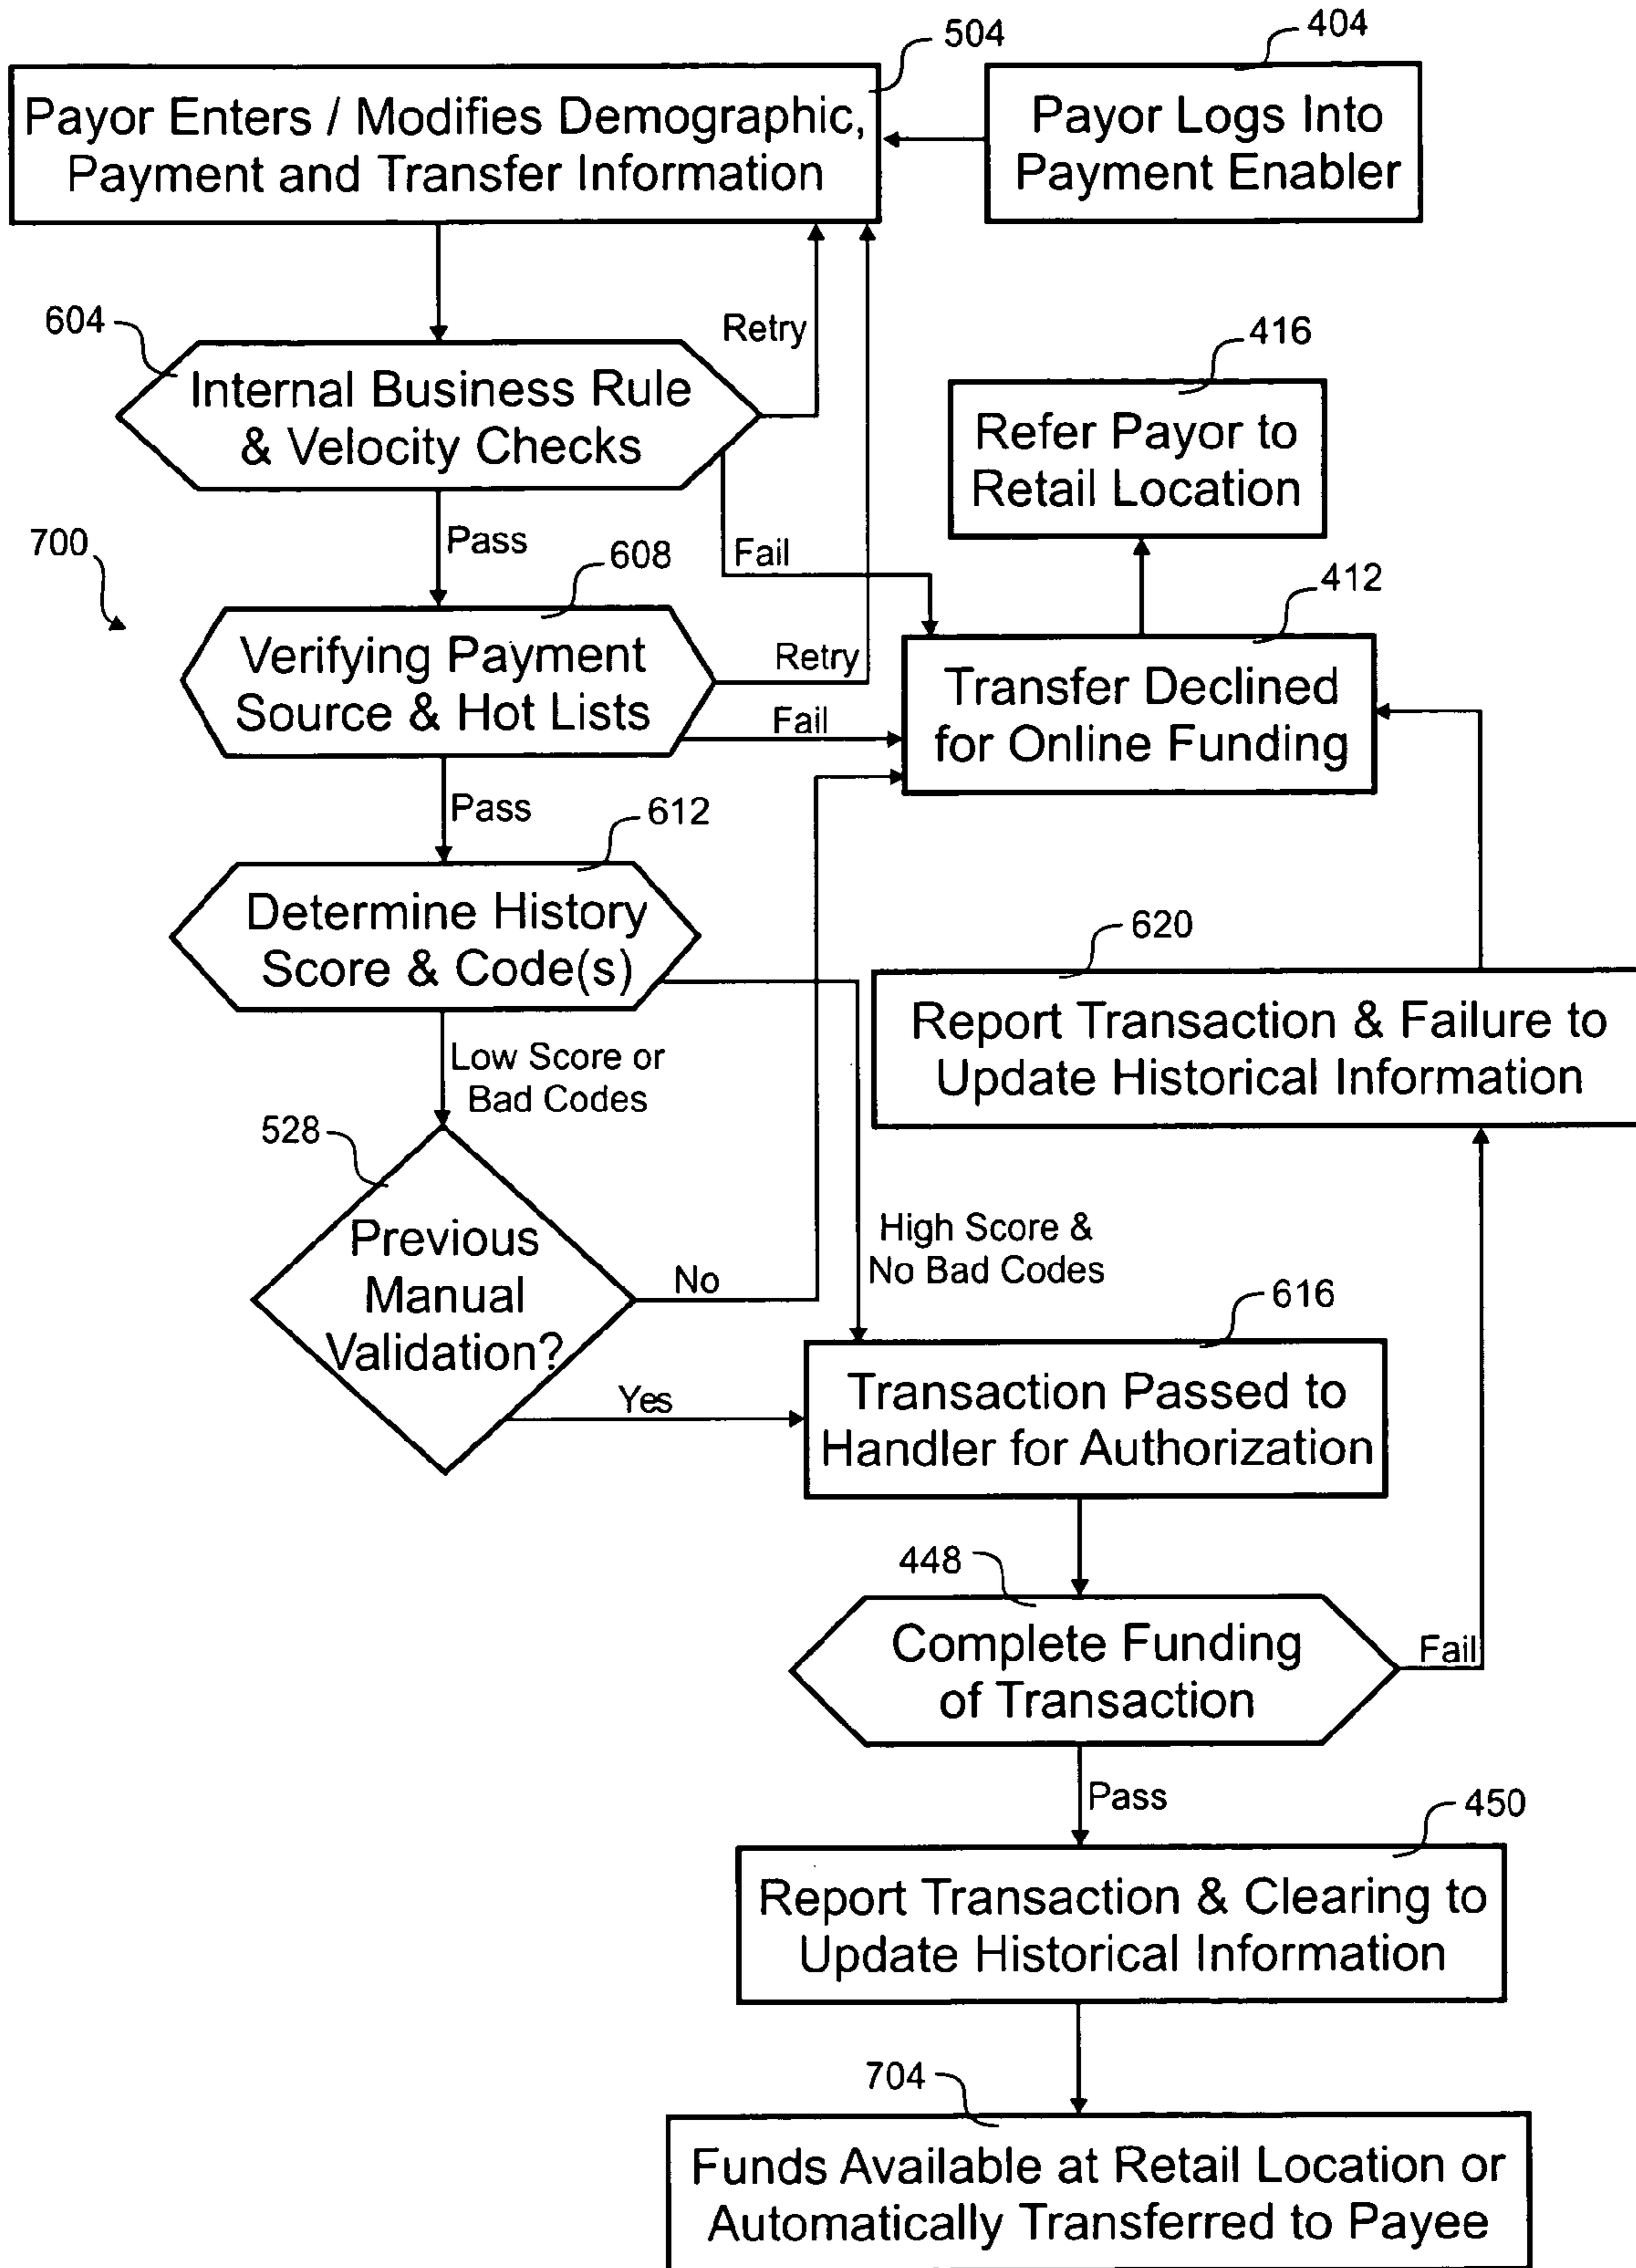 504
404
Payor Enters / Modifies Demographic,
Payment and Transfer Information
Payor Logs Into
Payment Enabler
604
Retry
416
Internal Business Rule
& Velocity Checks
Refer Payor to
Retail Location
700
Pass
Fail
608
412
Verifying Payment
Source & Hot Lists
Retry
Fail
Transfer Declined
for Online Funding
Pass
612
Determine History
Score & Code(s)
620
Report Transaction & Failure to
Update Historical Information
Low Score or
Bad Codes
528
Previous
Manual
Validation?
No
High Score &
No Bad Codes
616
Yes
Transaction Passed to
Handler for Authorization
448
Complete Funding
of Transaction
Fail
Pass
450
Report Transaction & Clearing to
Update Historical Information
704
Funds Available at Retail Location or
Automatically Transferred to Payee